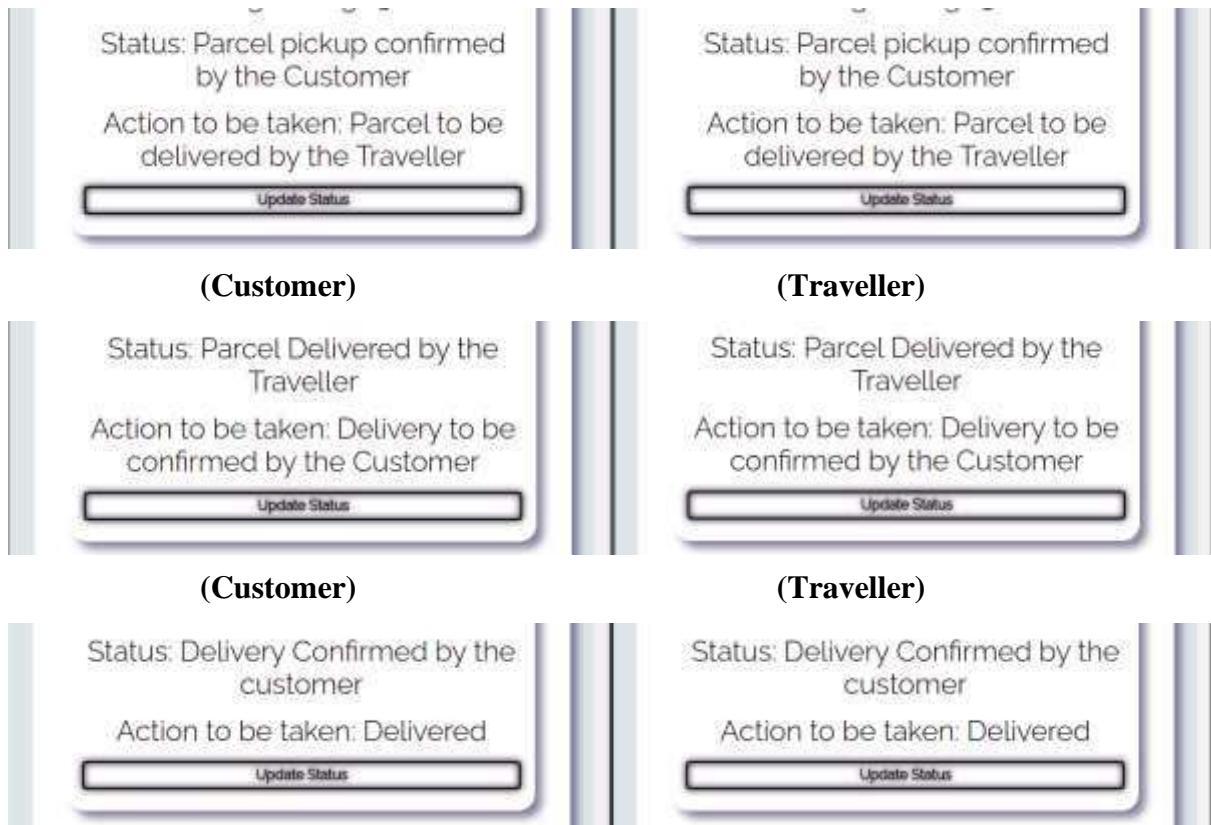 Status: Parcel pickup confirmed
by the Customer
Action to be taken: Parcel to be
delivered by the Traveller
Update Status
Status: Parcel pickup confirmed
by the Customer
Action to be taken: Parcel to be
delivered by the Traveller
Update Status
(Customer)
(Traveller)
Status: Parcel Delivered by the
Traveller
Action to be taken: Delivery to be
confirmed by the Customer
Update Status
Status: Parcel Delivered by the
Traveller
Action to be taken: Delivery to be
confirmed by the Customer
Update Status
(Customer)
(Traveller)
Status: Delivery Confirmed by the
customer
Action to be taken: Delivered
Update Status
Status: Delivery Confirmed by the
customer
Action to be taken: Delivered
Update Status